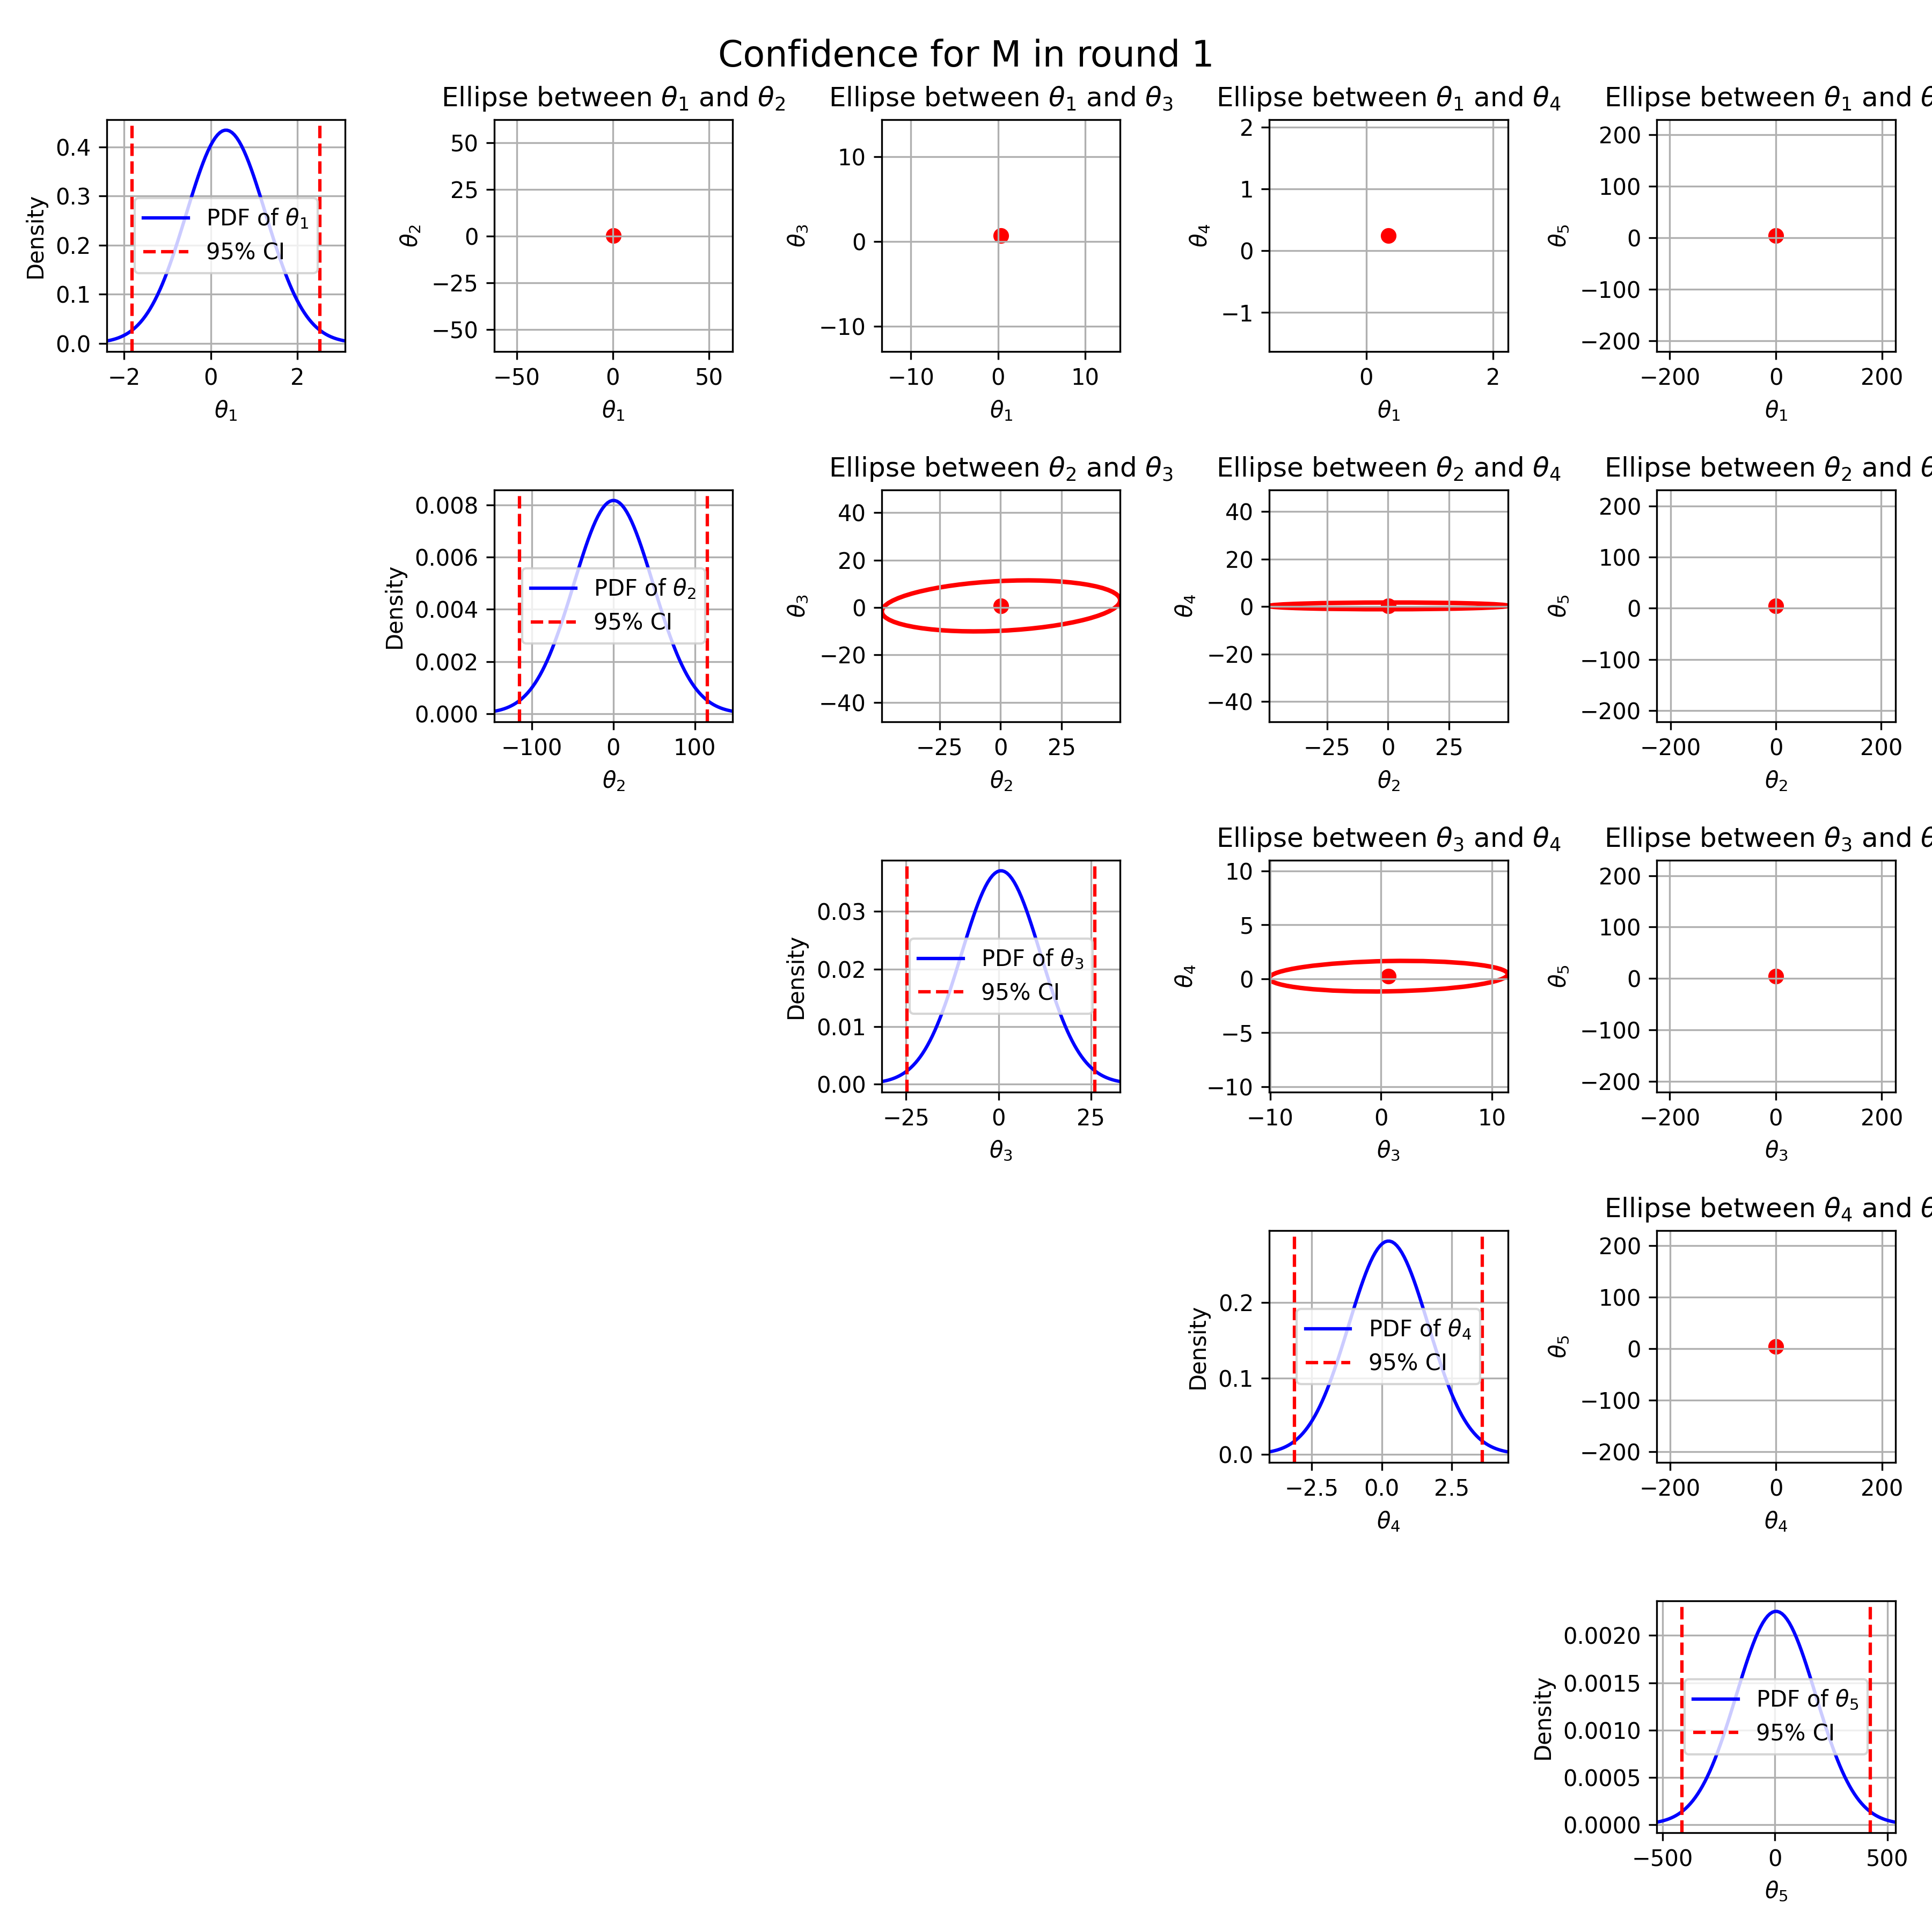 Confidence for M in round 1
Ellipse between θ₁ and θ₂
Ellipse between θ₁ and θ₃
Ellipse between θ₁ and θ₄
Ellipse between θ₁ and θ
0.4
0.3
0.2
0.1
0.0
Density
PDF of θ₁
95% CI
−2
0
2
θ₁
50
25
0
−25
−50
θ₂
−50
0
50
θ₁
10
0
−10
θ₃
−10
0
10
θ₁
2
1
0
−1
θ₄
0
2
θ₁
200
100
0
−100
−200
θ₅
−200
0
200
θ₁
Ellipse between θ₂ and θ₃
Ellipse between θ₂ and θ₄
Ellipse between θ₂ and θ
0.008
0.006
0.004
0.002
0.000
Density
PDF of θ₂
95% CI
−100
0
100
θ₂
40
20
0
−20
−40
θ₃
−25
0
25
θ₂
40
20
0
−20
−40
θ₄
−25
0
25
θ₂
200
100
0
−100
−200
θ₅
−200
0
200
θ₂
Ellipse between θ₃ and θ₄
Ellipse between θ₃ and θ
0.03
0.02
0.01
0.00
Density
PDF of θ₃
95% CI
−25
0
25
θ₃
10
5
0
−5
−10
θ₄
−10
0
10
θ₃
200
100
0
−100
−200
θ₅
−200
0
200
θ₃
Ellipse between θ₄ and θ
0.2
0.1
0.0
Density
PDF of θ₄
95% CI
−2.5
0.0
2.5
θ₄
200
100
0
−100
−200
θ₅
−200
0
200
θ₄
0.0020
0.0015
0.0010
0.0005
0.0000
Density
PDF of θ₅
95% CI
−500
0
500
θ₅